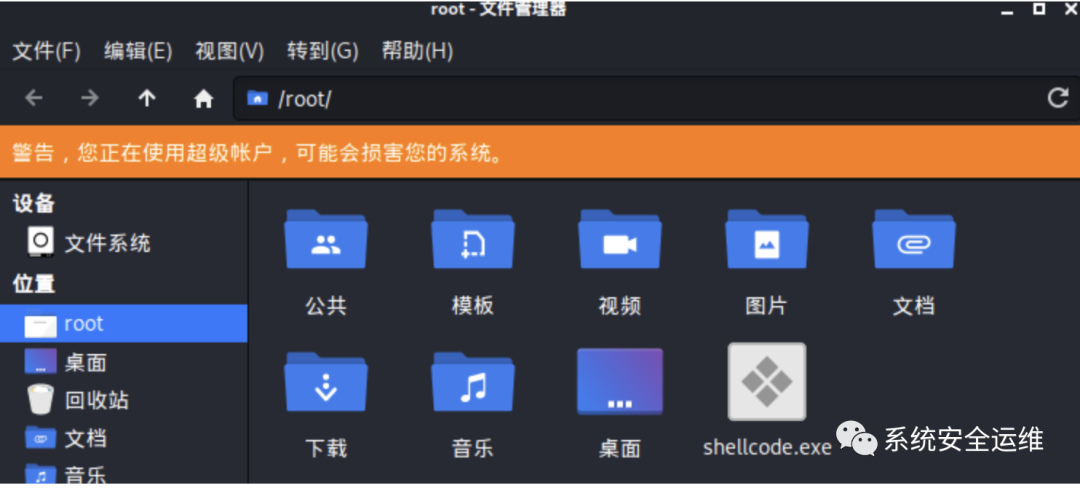 root - 文件管理器
文件(F) 编辑(E) 视图(V) 转到(G) 帮助(H)
/root/
警告，您正在使用超级帐户，可能会损害您的系统。
设备
文件系统
位置
root
桌面
回收站
文档
音乐
公共 模板 视频 图片 文档
下载 音乐 桌面 shellcode.exe
系统安全运维